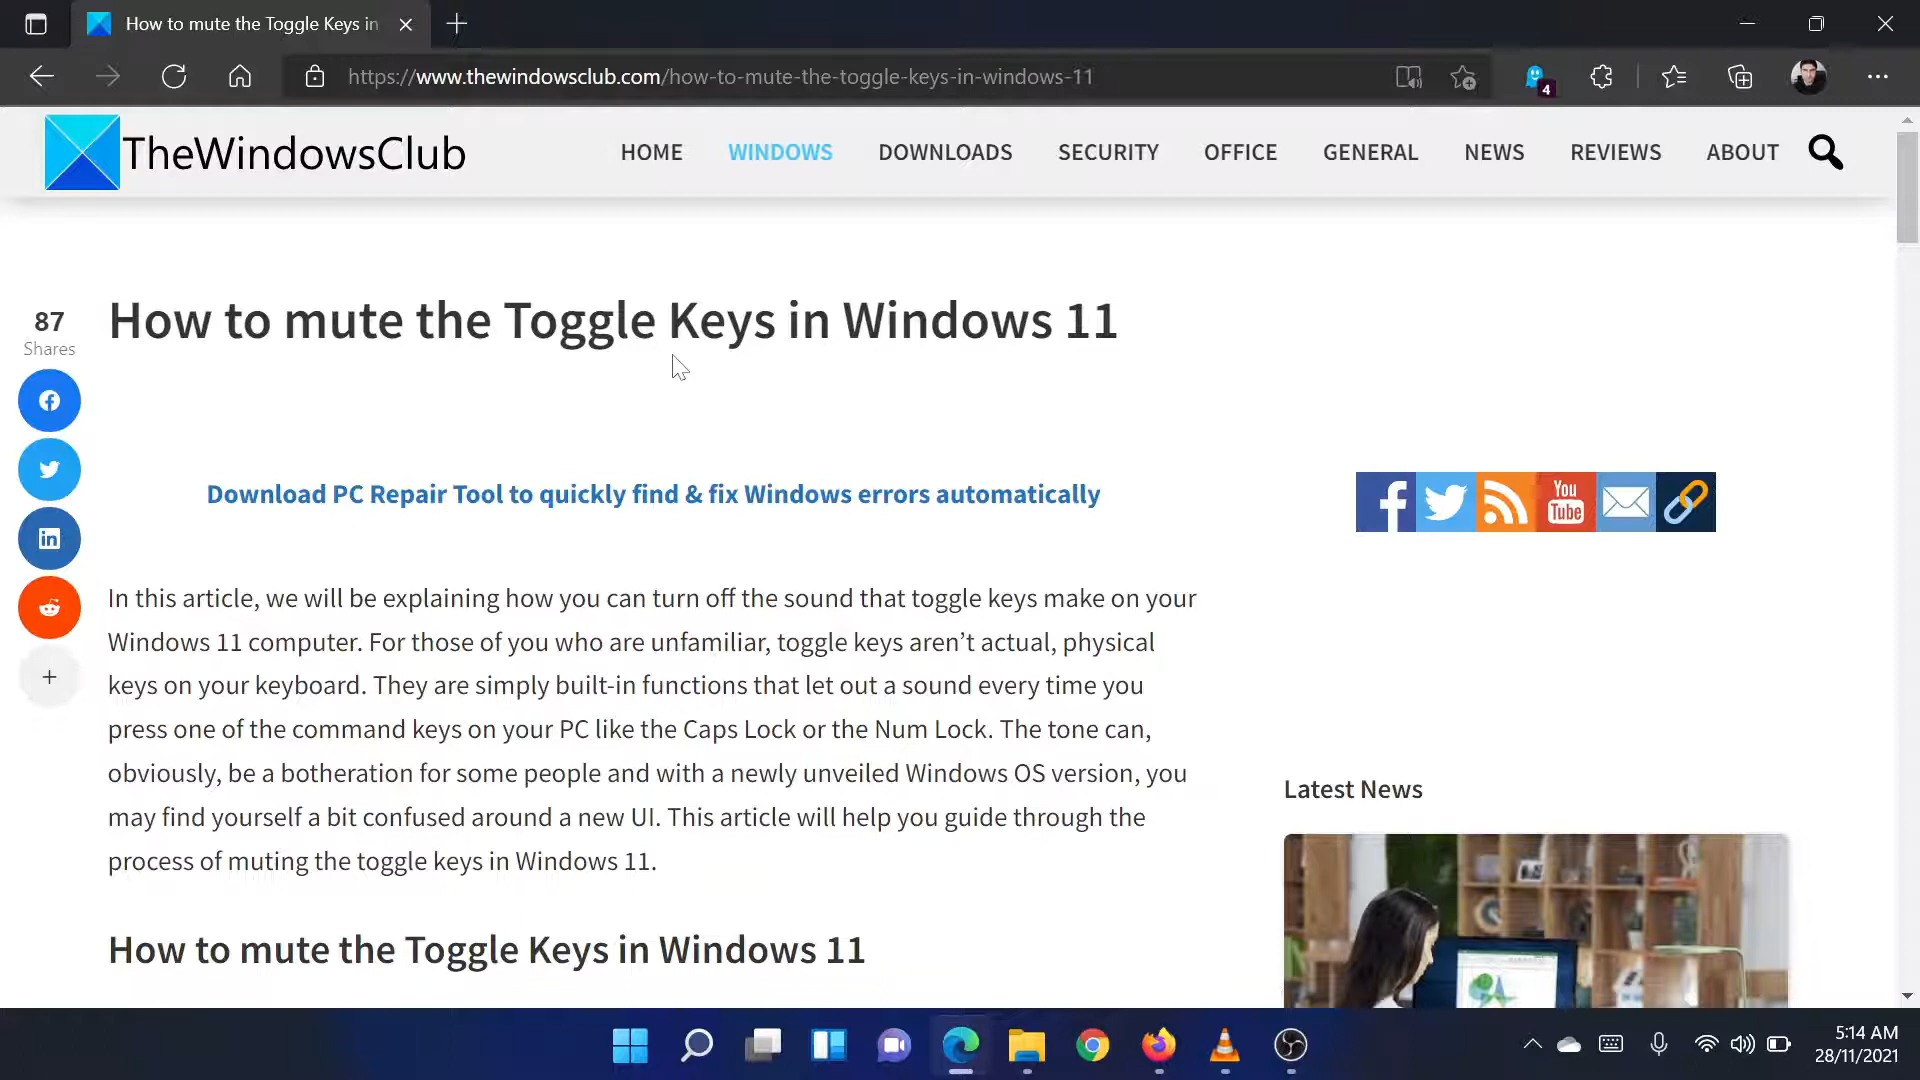 How to mute the Toggle Keys in
https://www.thewindowsclub.com/how-to-mute-the-toggle-keys-in-windows-11
4
TheWindowsClub
HOME WINDOWS DOWNLOADS SECURITY OFFICE GENERAL NEWS REVIEWS ABOUT
87
Shares
How to mute the Toggle Keys in Windows 11
Download PC Repair Tool to quickly find & fix Windows errors automatically
You
Tube
In this article, we will be explaining how you can turn off the sound that toggle keys make on your
Windows 11 computer. For those of you who are unfamiliar, toggle keys aren’t actual, physical
keys on your keyboard. They are simply built-in functions that let out a sound every time you
press one of the command keys on your PC like the Caps Lock or the Num Lock. The tone can,
obviously, be a botheration for some people and with a newly unveiled Windows OS version, you
may find yourself a bit confused around a new UI. This article will help you guide through the
process of muting the toggle keys in Windows 11.
Latest News
How to mute the Toggle Keys in Windows 11
5:14 AM
28/11/2021